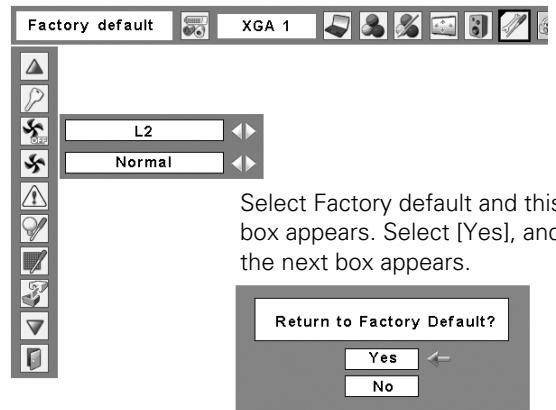 Factory default
XGA 1
OFF
L2
Normal
Select Factory default and this
box appears. Select [Yes], and
the next box appears.
Return to Factory Default?
Yes
No